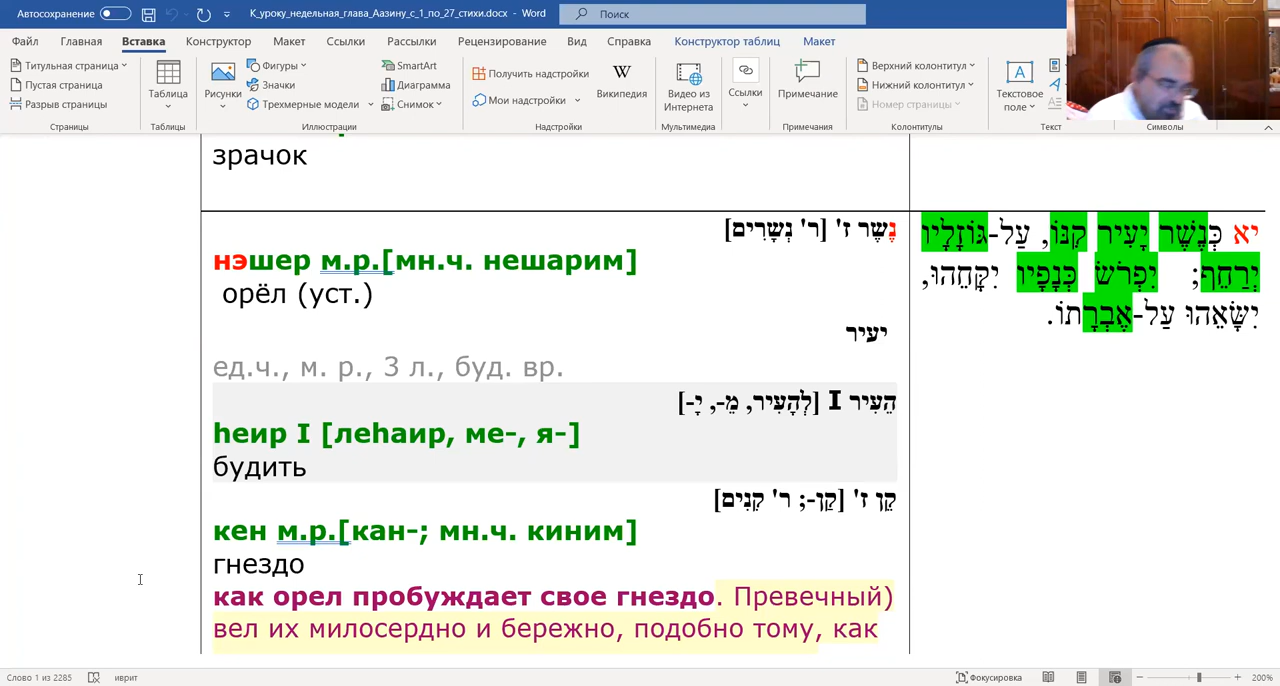 Автосохранение К_уроку_недельная_глава_Аазину_с_1_по_27_стихи.docx - Word Поиск
Файл Главная Вставка Конструктор Макет Ссылки Рассылки Рецензирование Вид Справка Конструктор таблиц Макет
Титульная страница
Пустая страница
Разрыв страницы
Страницы
Таблица
Таблицы
Рисунки
Фигуры
Значки
Трехмерные модели
SmartArt
Диаграмма
Снимок
Иллюстрации
Получить надстройки
Мои надстройки
Википедия
Надстройки
Видео из Интернета
Мультимедиа
Ссылки
Примечание
Примечания
Верхний колонтитул
Нижний колонтитул
Номер страницы
Колонтитулы
Текстовое поле
Текст
Символы
зрачок
נֶשר ז' [ר' נְשָרִים]
нэшер м.р.[мн.ч. нешарим]
орёл (уст.)
יעיר
ед.ч., м. р., 3 л., буд. вр.
הֵעִיר I [לְהָעִיר, מֵ-, יָ-]
hеир I [леhаир, ме-, я-]
будить
קֵן ז' [קַן-; ר' קִנִים]
кен м.р.[кан-; мн.ч. киним]
гнездо
как орел пробуждает свое гнездо. Превечный)
вел их милосердно и бережно, подобно тому, как
יא כְּנֶשֶׁר יָעִיר קִנּוֹ, עַל-גּוֹזָלָיו
יְרַחֵף; יִפְרֹשׂ כְּנָפָיו יִקָּחֵהוּ,
יִשָּׂאֵהוּ עַל-אֶבְרָתוֹ.
Слово 1 из 2285 иврит Фокусировка 200%